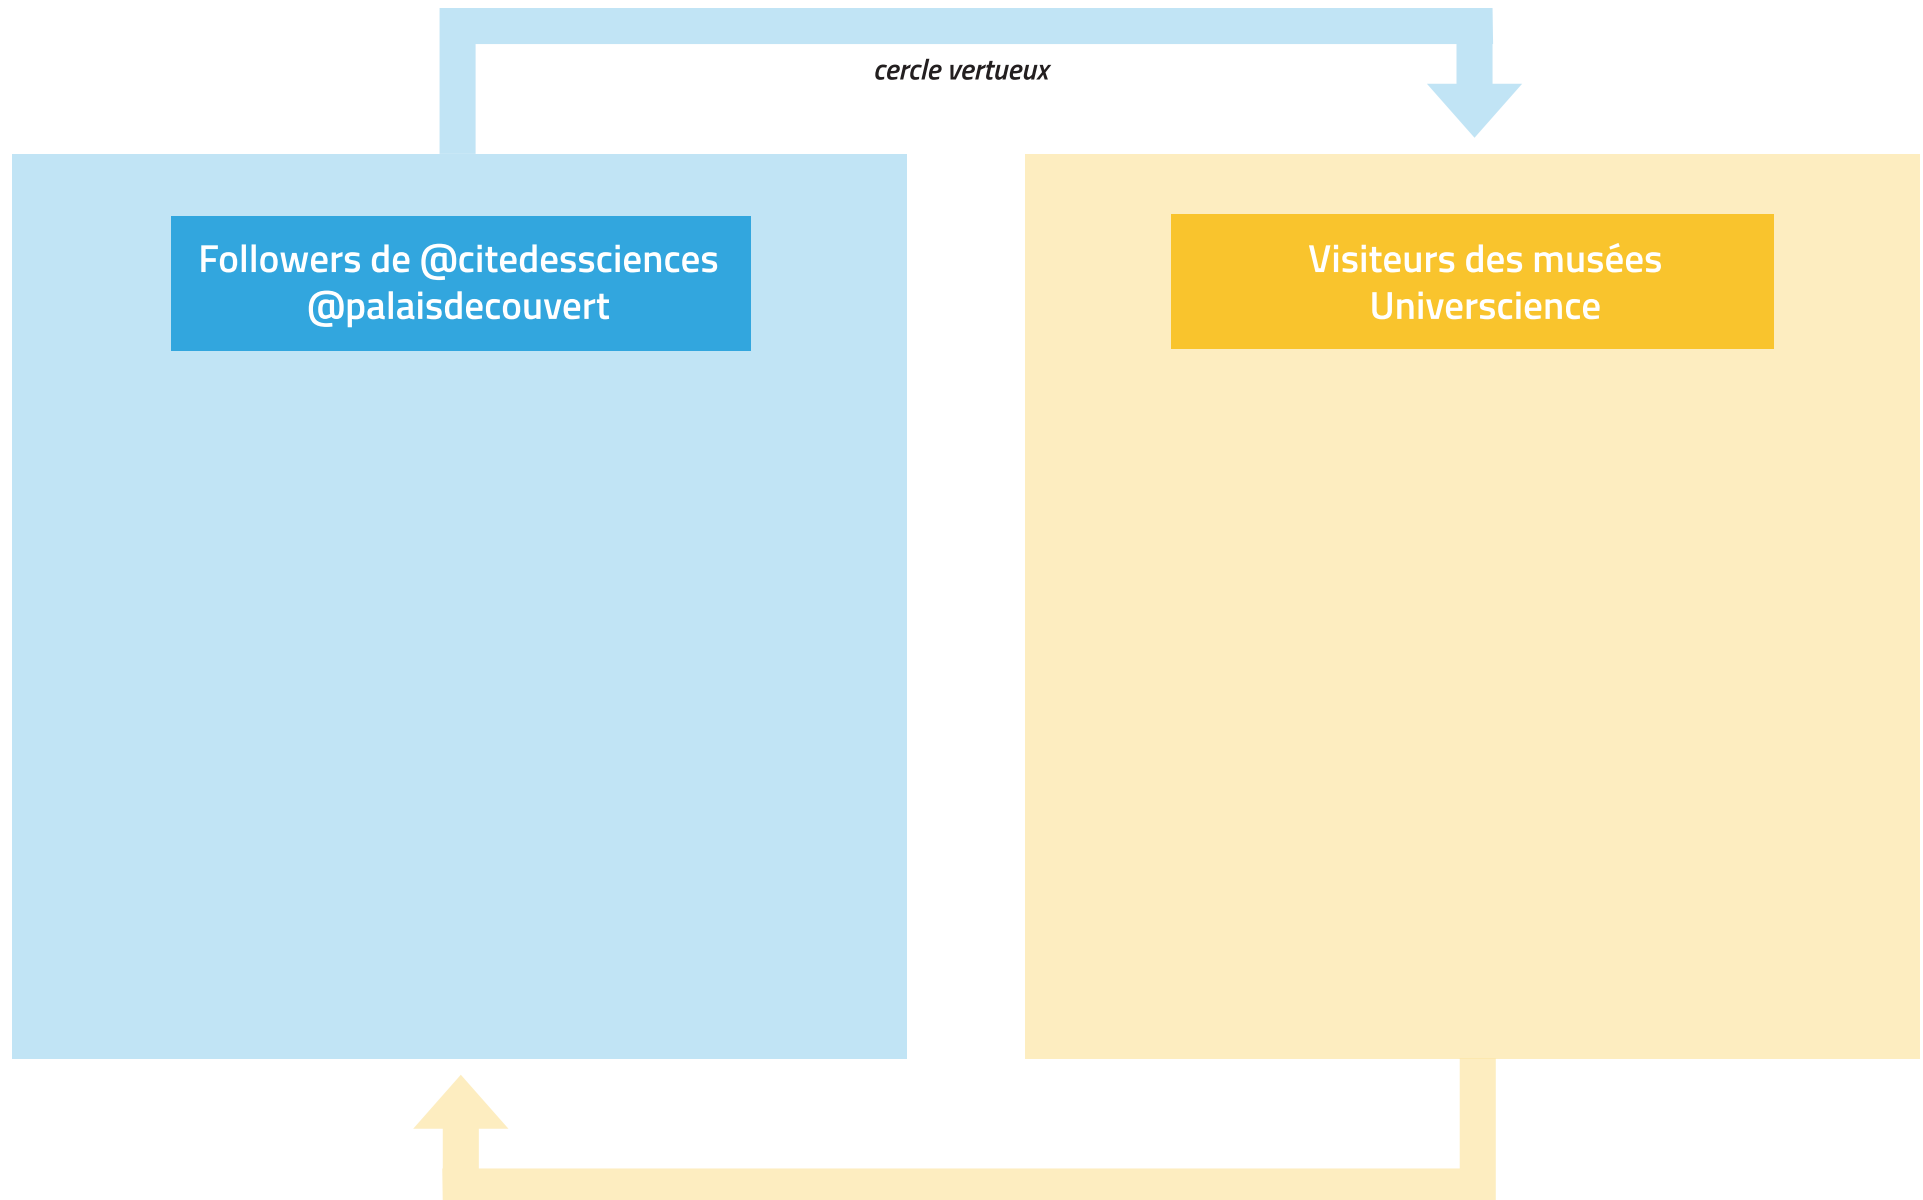 cercle vertueux
Followers de @citedessciences
@palaisdecouvert
Visiteurs des musées
Universcience